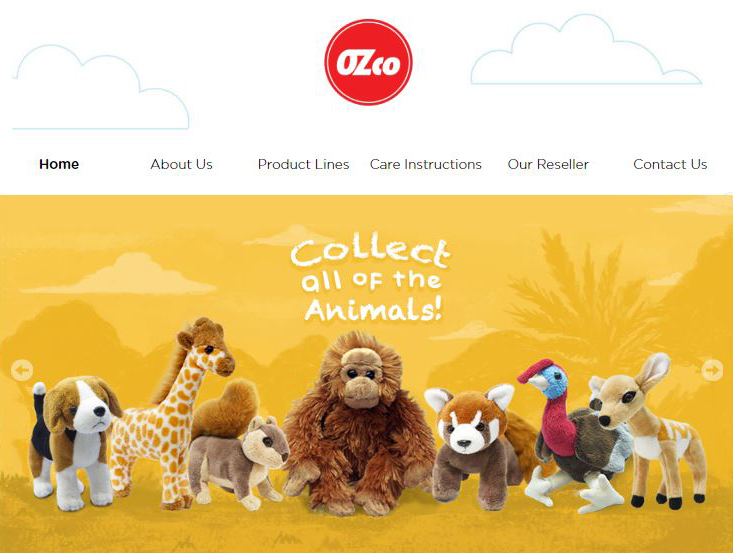 OZco
Home About Us Product Lines Care Instructions Our Reseller Contact Us
Collect
all of the
Animals!